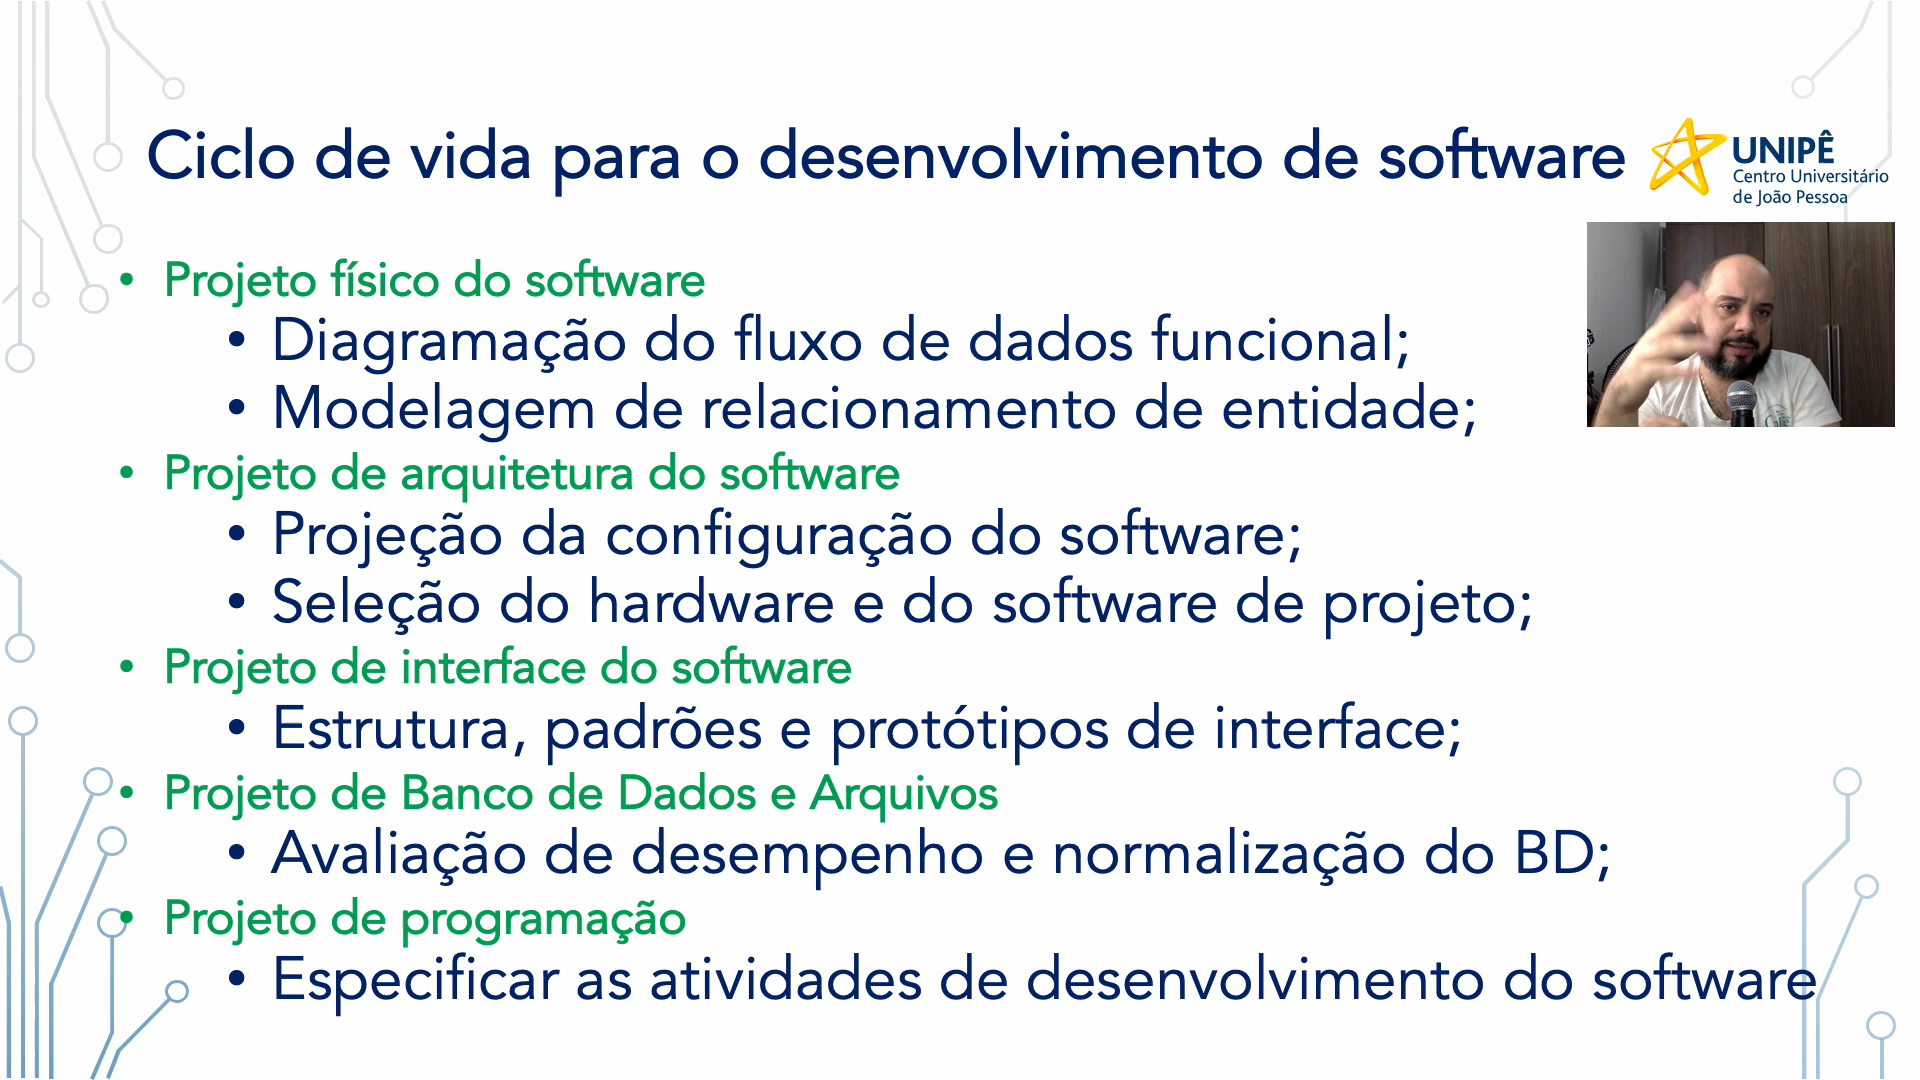 Ciclo de vida para o desenvolvimento de software
UNIPÊ
Centro Universitário
de João Pessoa
• Projeto físico do software
• Diagramação do fluxo de dados funcional;
• Modelagem de relacionamento de entidade;
• Projeto de arquitetura do software
• Projeção da configuração do software;
• Seleção do hardware e do software de projeto;
• Projeto de interface do software
• Estrutura, padrões e protótipos de interface;
• Projeto de Banco de Dados e Arquivos
• Avaliação de desempenho e normalização do BD;
• Projeto de programação
• Especificar as atividades de desenvolvimento do software